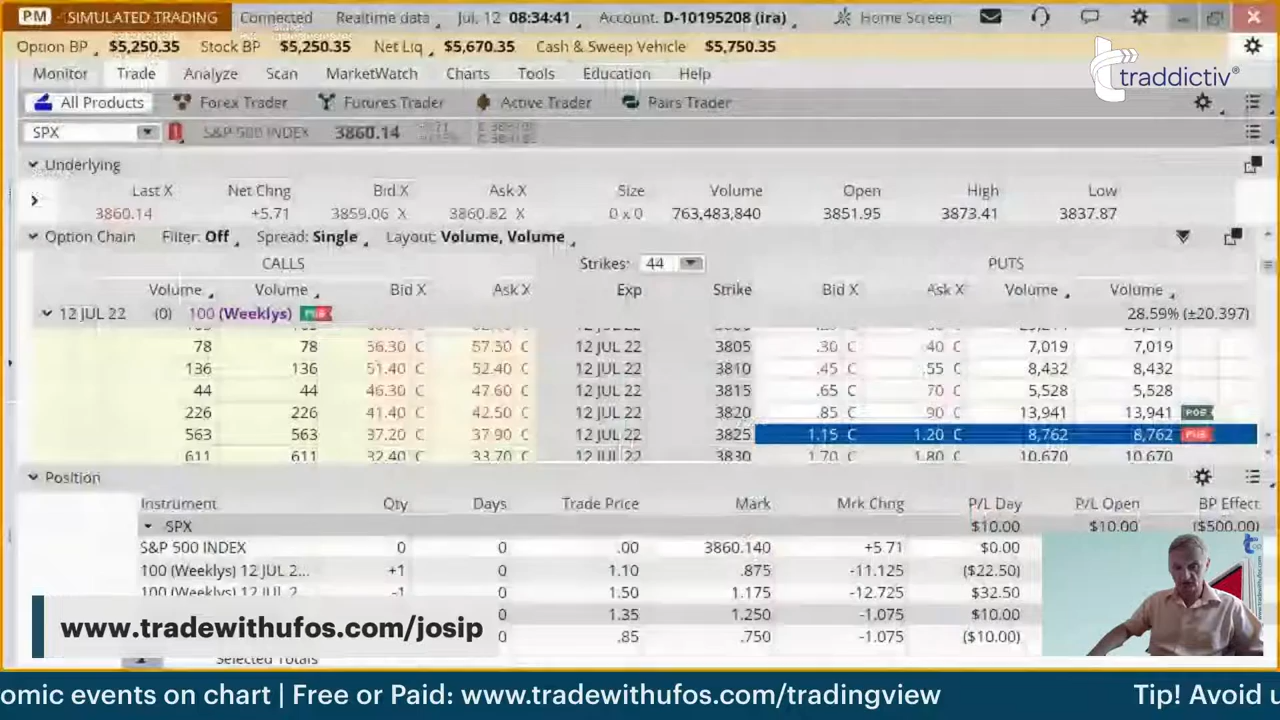 PM SIMULATED TRADING Connected Realtime data Jul. 12 08:34:41 Account: D-10195208 (ira) Home Screen
Option BP $5,250.35 Stock BP $5,250.35 Net Liq $5,670.35 Cash & Sweep Vehicle $5,750.35
Monitor Trade Analyze Scan MarketWatch Charts Tools Education Help
traddictiv®
All Products Forex Trader Futures Trader Active Trader Pairs Trader
SPX S&P 500 INDEX 3860.14
Underlying
Last X Net Chng Bid X Ask X Size Volume Open High Low
3860.14 +5.71 3859.06 X 3860.82 X 0 x 0 763,483,840 3851.95 3873.41 3837.87
Option Chain Filter: Off Spread: Single Layout: Volume, Volume
CALLS Strikes: 44 PUTS
Volume Volume Bid X Ask X Exp Strike Bid X Ask X Volume Volume
12 JUL 22 (0) 100 (Weeklys) 28.59% (±20.397)
78 78 56.30 C 57.30 C 12 JUL 22 3805 .30 C .40 C 7,019 7,019
136 136 51.40 C 52.40 C 12 JUL 22 3810 .45 C .55 C 8,432 8,432
44 44 46.30 C 47.60 C 12 JUL 22 3815 .65 C .70 C 5,528 5,528
226 226 41.40 C 42.50 C 12 JUL 22 3820 .85 C .90 C 13,941 13,941
563 563 37.20 C 37.90 C 12 JUL 22 3825 1.15 C 1.20 C 8,762 8,762
611 611 32.40 C 33.70 C 12 JUL 22 3830 1.70 C 1.80 C 10,670 10,670
Position
Instrument Qty Days Trade Price Mark Mrk Chng P/L Day P/L Open BP Effect
SPX $10.00 $10.00 ($500.00)
S&P 500 INDEX 0 0 .00 3860.140 +5.71 $0.00
100 (Weeklys) 12 JUL 2... +1 0 1.10 .875 -11.125 ($22.50)
100 (Weeklys) 12 JUL 2... -1 0 1.50 1.175 -12.725 $32.50
0 1.35 1.250 -1.075 $10.00
0 .85 .750 -1.075 ($10.00)
www.tradewithufos.com/josip
Selected Totals
omic events on chart | Free or Paid: www.tradewithufos.com/tradingview Tip! Avoid u